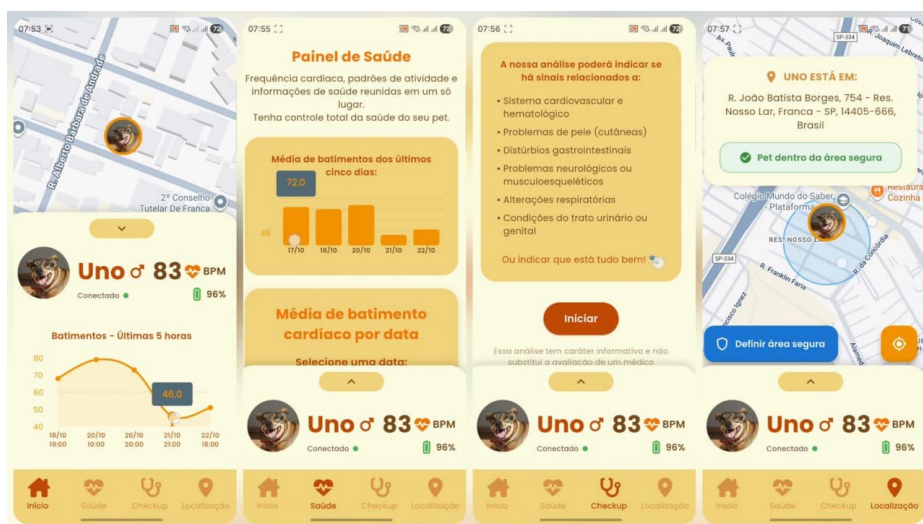 07:53
72
R. Alberto Bárbara de Andrade
2º Conselho
Tutelar De Franca
Uno
83 BPM
Conectado
96%
Batimentos - Últimas 5 horas
80
70
60
50
40
46.0
18/10
19:00
20/10
10:00
20/10
20:00
21/10
21:00
22/10
18:00
Início
Saúde
Checkup
Localização
07:55
Painel de Saúde
Frequência cardíaca, padrões de atividade e
informações de saúde reunidas em um só
lugar.
Tenha controle total da saúde do seu pet.
Média de batimentos dos últimos
cinco dias:
72.0
46
17/10
18/10
20/10
21/10
22/10
Média de batimento
cardíaco por data
Selecione uma data:
Uno
83 BPM
Conectado
96%
Início
Saúde
Checkup
Localização
07:56
A nossa análise poderá indicar se
há sinais relacionados a:
• Sistema cardiovascular e
hematológico
• Problemas de pele (cutâneas)
• Distúrbios gastrointestinais
• Problemas neurológicos ou
musculoesqueléticos
• Alterações respiratórias
• Condições do trato urinário ou
genital
Ou indicar que está tudo bem!
Iniciar
Essa análise tem caráter informativo e não
substitui a avaliação de um médico
Uno
83 BPM
Conectado
96%
Início
Saúde
Checkup
Localização
07:57
SP-334
R. Joaquim
UNO ESTÁ EM:
R. João Batista Borges, 754 - Res.
Nosso Lar, Franca - SP, 14405-666,
Brasil
Pet dentro da área segura
Colégio Mundo do Saber
Plataforma
Cozinha
RES. NOSSO
SP-334
R. Franklin Faria
R. da Concórdia
Definir área segura
Uno
83 BPM
Conectado
96%
Início
Saúde
Checkup
Localização